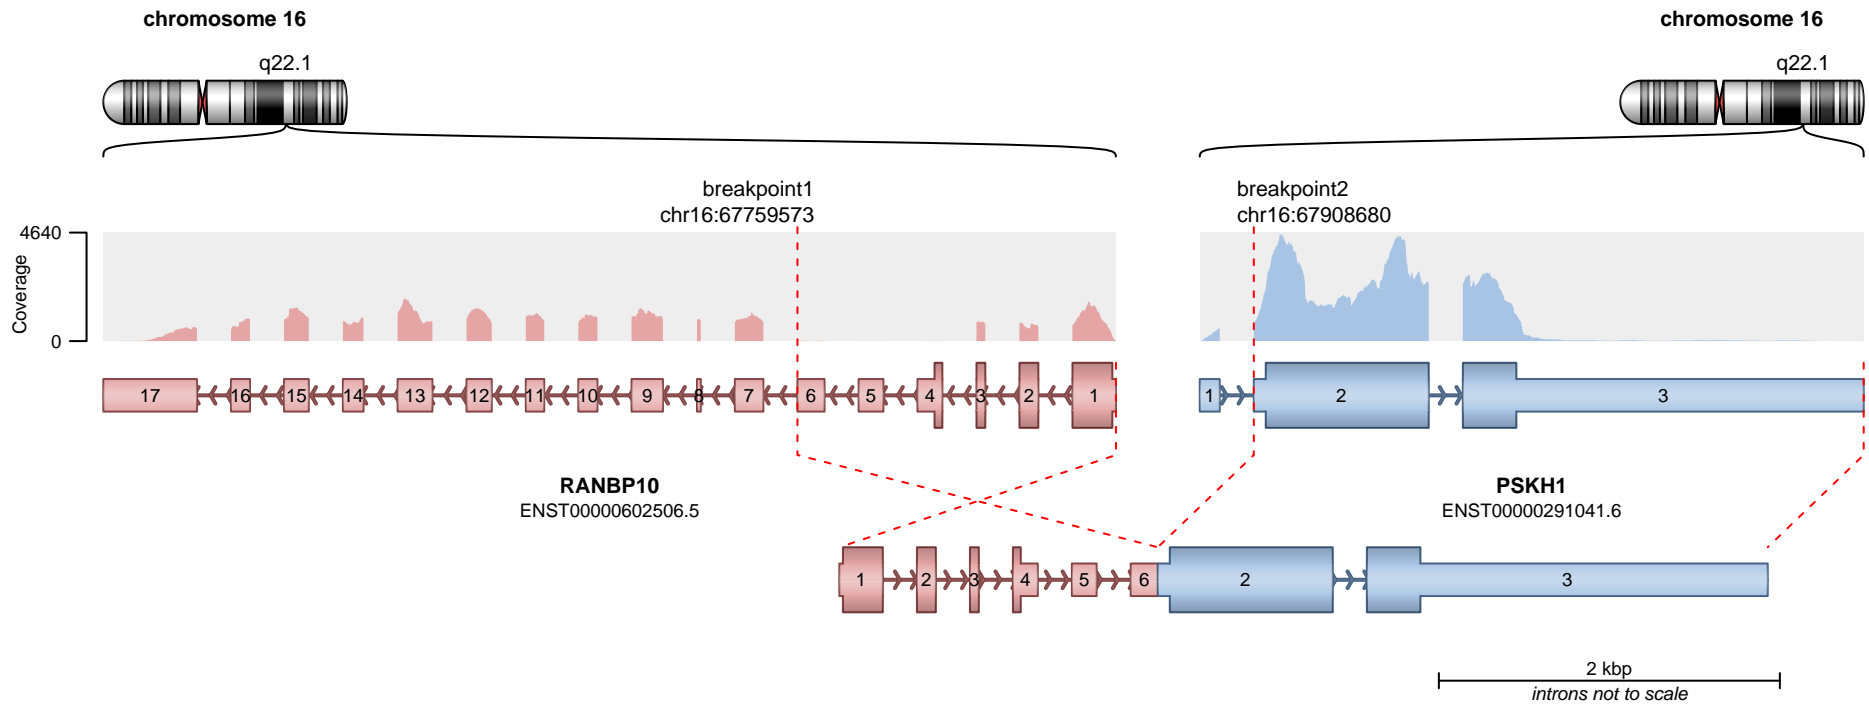 chromosome 16
chromosome 16
q22.1
q22.1
breakpoint1
chr16:67759573
breakpoint2
chr16:67908680
4640
Coverage
0
17 16 15 14 13 12 11 10 9 8 7 6 5 4 3 2 1
1 2 3
RANBP10
ENST00000602506.5
PSKH1
ENST00000291041.6
1 2 3 4 5 6 2 3
2 kbp
introns not to scale